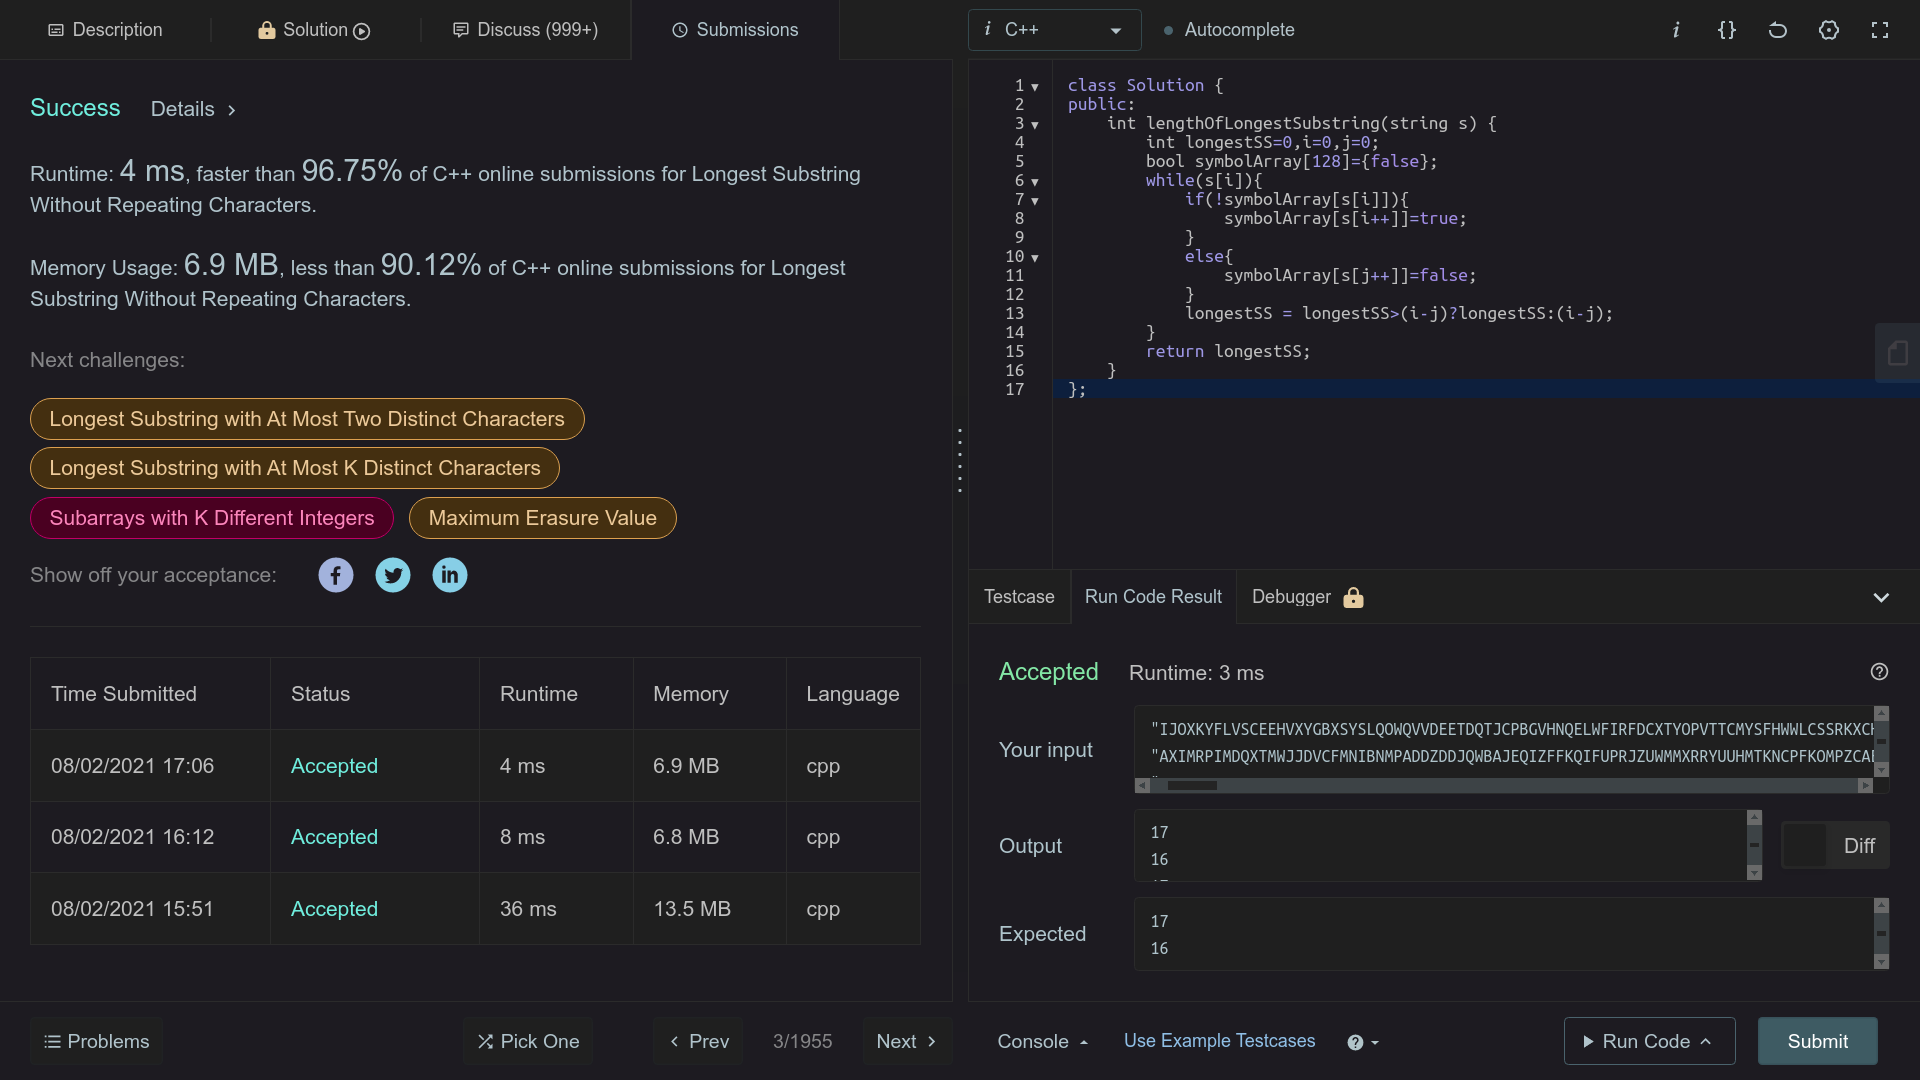 Description
Solution
Discuss (999+)
Submissions
Success
Details
Runtime: 4 ms, faster than 96.75% of C++ online submissions for Longest Substring
Without Repeating Characters.
Memory Usage: 6.9 MB, less than 90.12% of C++ online submissions for Longest
Substring Without Repeating Characters.
Next challenges:
Longest Substring with At Most Two Distinct Characters
Longest Substring with At Most K Distinct Characters
Subarrays with K Different Integers
Maximum Erasure Value
Show off your acceptance:
Time Submitted Status Runtime Memory Language
08/02/2021 17:06 Accepted 4 ms 6.9 MB cpp
08/02/2021 16:12 Accepted 8 ms 6.8 MB cpp
08/02/2021 15:51 Accepted 36 ms 13.5 MB cpp
Problems
Pick One
Prev
3/1955
Next
i C++
Autocomplete
i {}
1 class Solution {
2 public:
3 int lengthOfLongestSubstring(string s) {
4 int longestSS=0,i=0,j=0;
5 bool symbolArray[128]={false};
6 while(s[i]){
7 if(!symbolArray[s[i]]){
8 symbolArray[s[i++]]=true;
9 }
10 else{
11 symbolArray[s[j++]]=false;
12 }
13 longestSS = longestSS>(i-j)?longestSS:(i-j);
14 }
15 return longestSS;
16 }
17 };
Testcase
Run Code Result
Debugger
Accepted
Runtime: 3 ms
Your input
"IJOXKYFLVSCEEHVXYGBXSYSLQOWQVVDEETDQTJCPBGVHNQELWFIRFDCXTYOPVTTCMYSFHWWLCSSRKXC
"AXIMRPIMDQXTMWJJDVCFMNIBNMPADDZDDJQWBAJEQIZFFKQIFUPRJZUWMMXRRYUUHMTKNCPFKOMPZCA
Output
17
16
Diff
Expected
17
16
Console
Use Example Testcases
Run Code
Submit